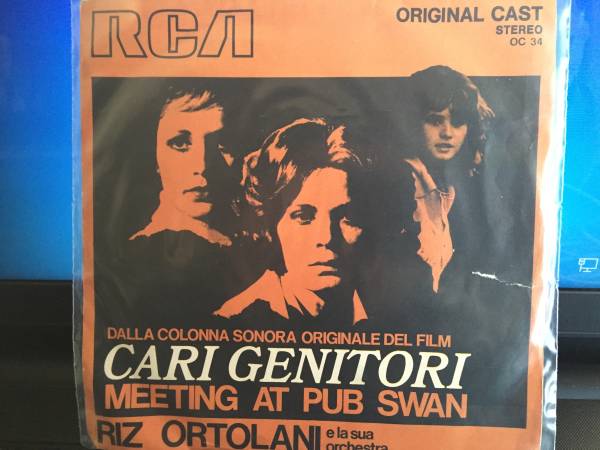 RCA
ORIGINAL CAST
STEREO
OC 34
DALLA COLONNA SONORA ORIGINALE DEL FILM
CARI GENITORI
MEETING AT PUB SWAN
RIZ ORTOLANI e la sua
orchestra